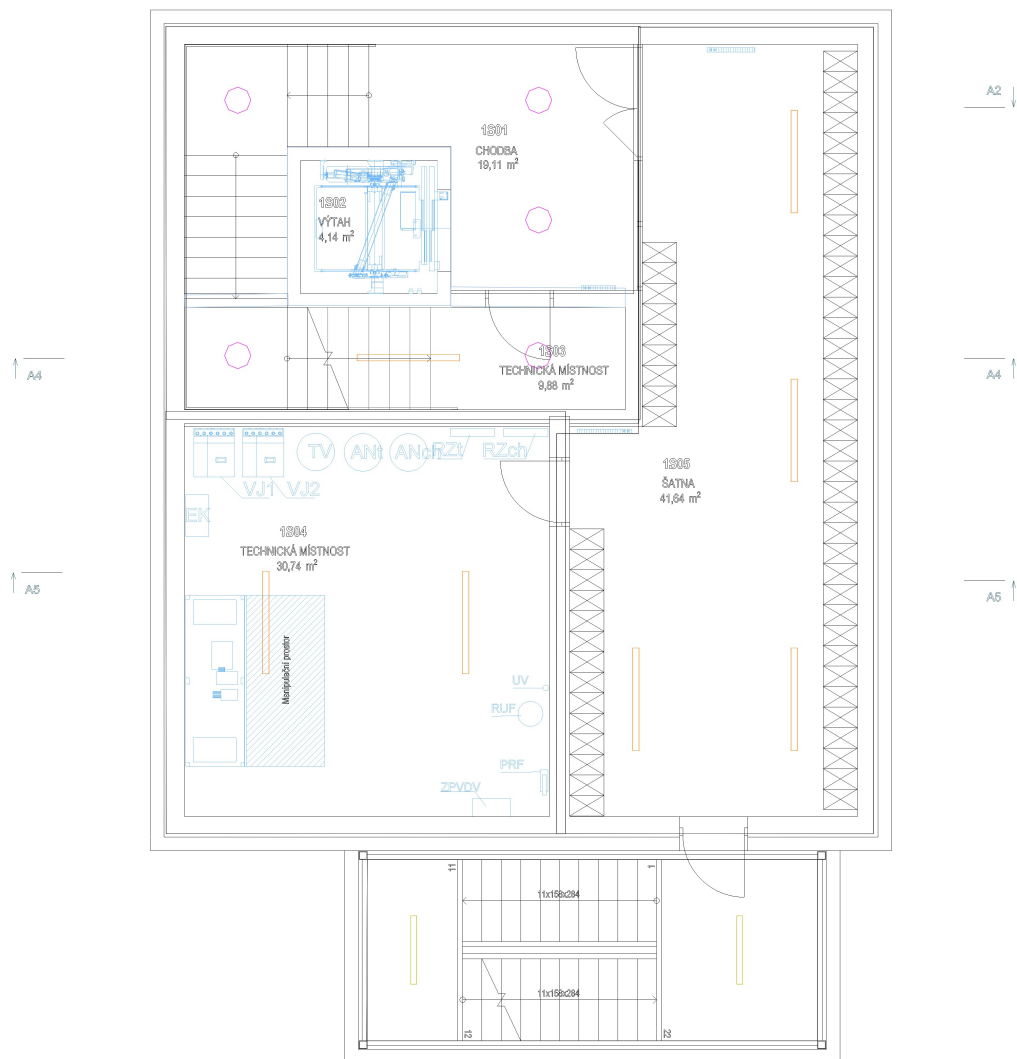 A2
1S01
CHODBA
19,11 m²
1S02
VÝTAH
4,14 m²
A4
A4
1S03
TECHNICKÁ MÍSTNOST
9,88 m²
TV
ANt
ANch
RZt
RZch
VJ1
VJ2
EK
1S05
ŠATNA
41,64 m²
1S04
TECHNICKÁ MÍSTNOST
30,74 m²
A5
A5
Manipulační prostor
UV
RUF
PRF
ZPVDV
11
1
11x158x284
11x158x284
12
22